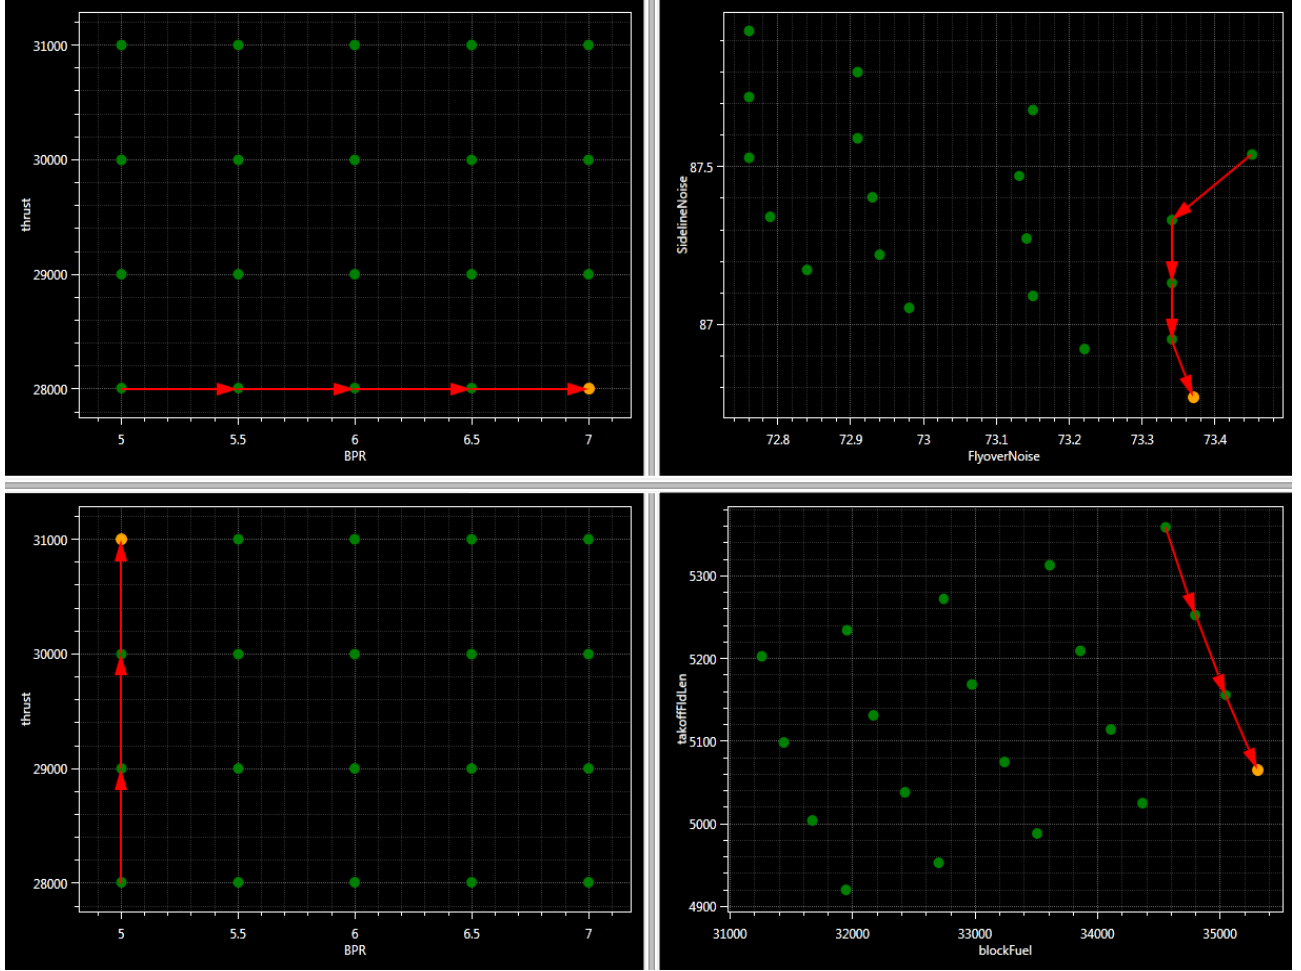 31000
30000
thrust
29000
28000
5 5.5 6 6.5 7
BPR
87.5
SidelineNoise
87
72.8 72.9 73 73.1 73.2 73.3 73.4
FlyoverNoise
31000
30000
thrust
29000
28000
5 5.5 6 6.5 7
BPR
5300
5200
takoffFldLen
5100
5000
4900
31000 32000 33000 34000 35000
blockFuel